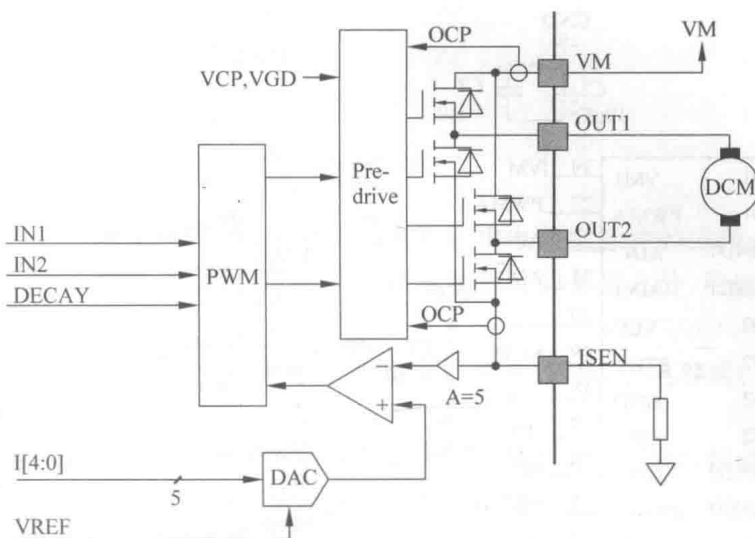 OCP
VM
VM
VCP,VGD
OUT1
Pre-
drive
DCM
IN1
IN2
DECAY
PWM
OUT2
OCP
ISEN
−
+
A=5
I[4:0]
5
DAC
VREF